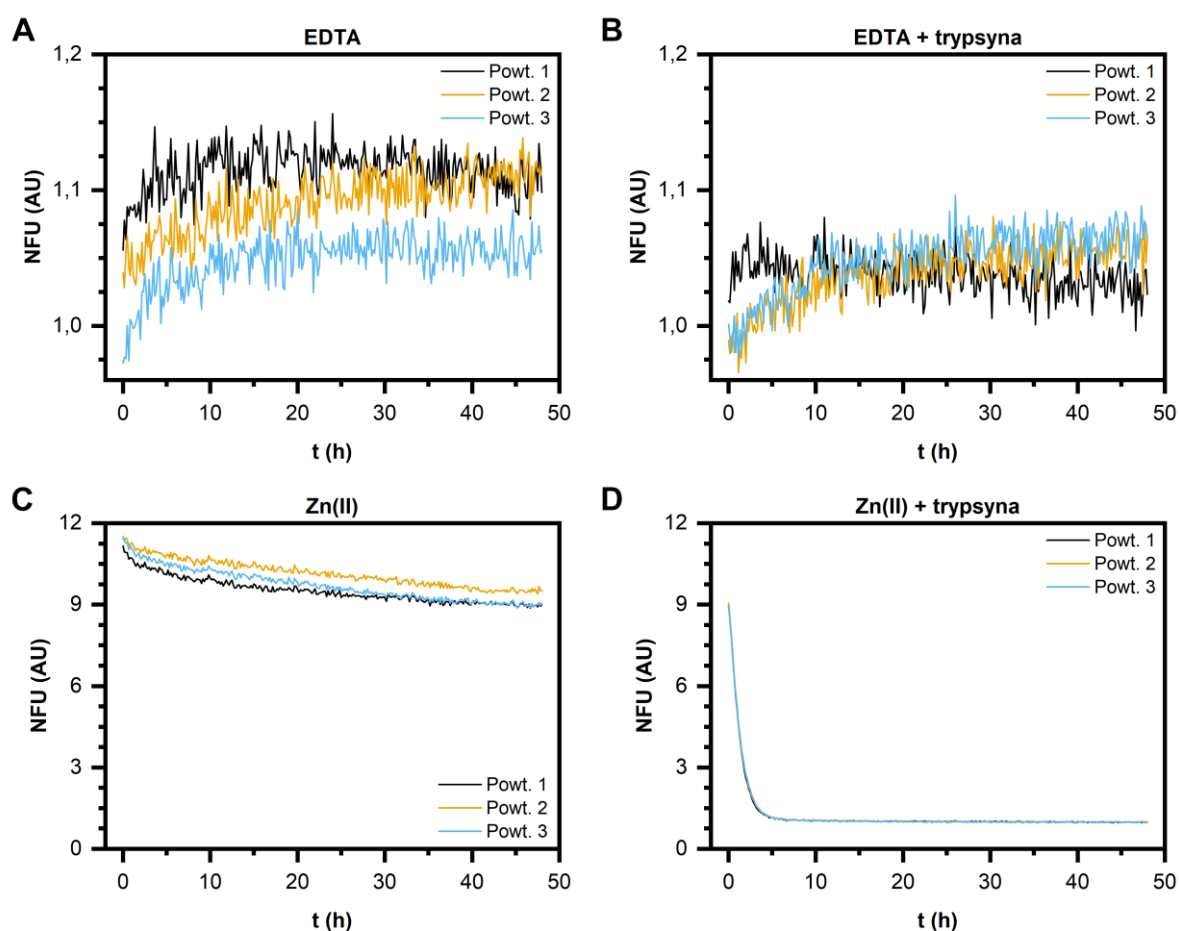 A
EDTA
1,2
1,1
1,0
NFU (AU)
Powt. 1
Powt. 2
Powt. 3
0 10 20 30 40 50
t (h)
B
EDTA + trypsyna
1,2
1,1
1,0
NFU (AU)
Powt. 1
Powt. 2
Powt. 3
0 10 20 30 40 50
t (h)
C
Zn(II)
12
9
6
3
0
NFU (AU)
Powt. 1
Powt. 2
Powt. 3
0 10 20 30 40 50
t (h)
D
Zn(II) + trypsyna
12
9
6
3
0
NFU (AU)
Powt. 1
Powt. 2
Powt. 3
0 10 20 30 40 50
t (h)